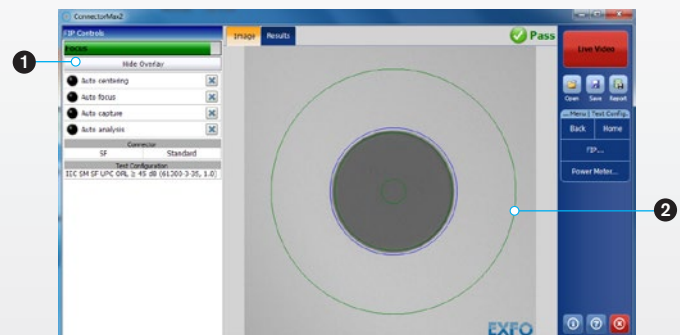 ConnectorMax2
FIP Controls
Focus
Hide Overlay
Auto centering
Auto focus
Auto capture
Auto analysis
Connector
SF Standard
Test Configuration
IEC SM SF UPC ORL ≥ 45 dB (61300-3-35, 1.0)
Image Results
Pass
EXFO
Live Video
Open Save Report
... Menu | Test Config.
Back Home
FIP...
Power Meter...
1
2